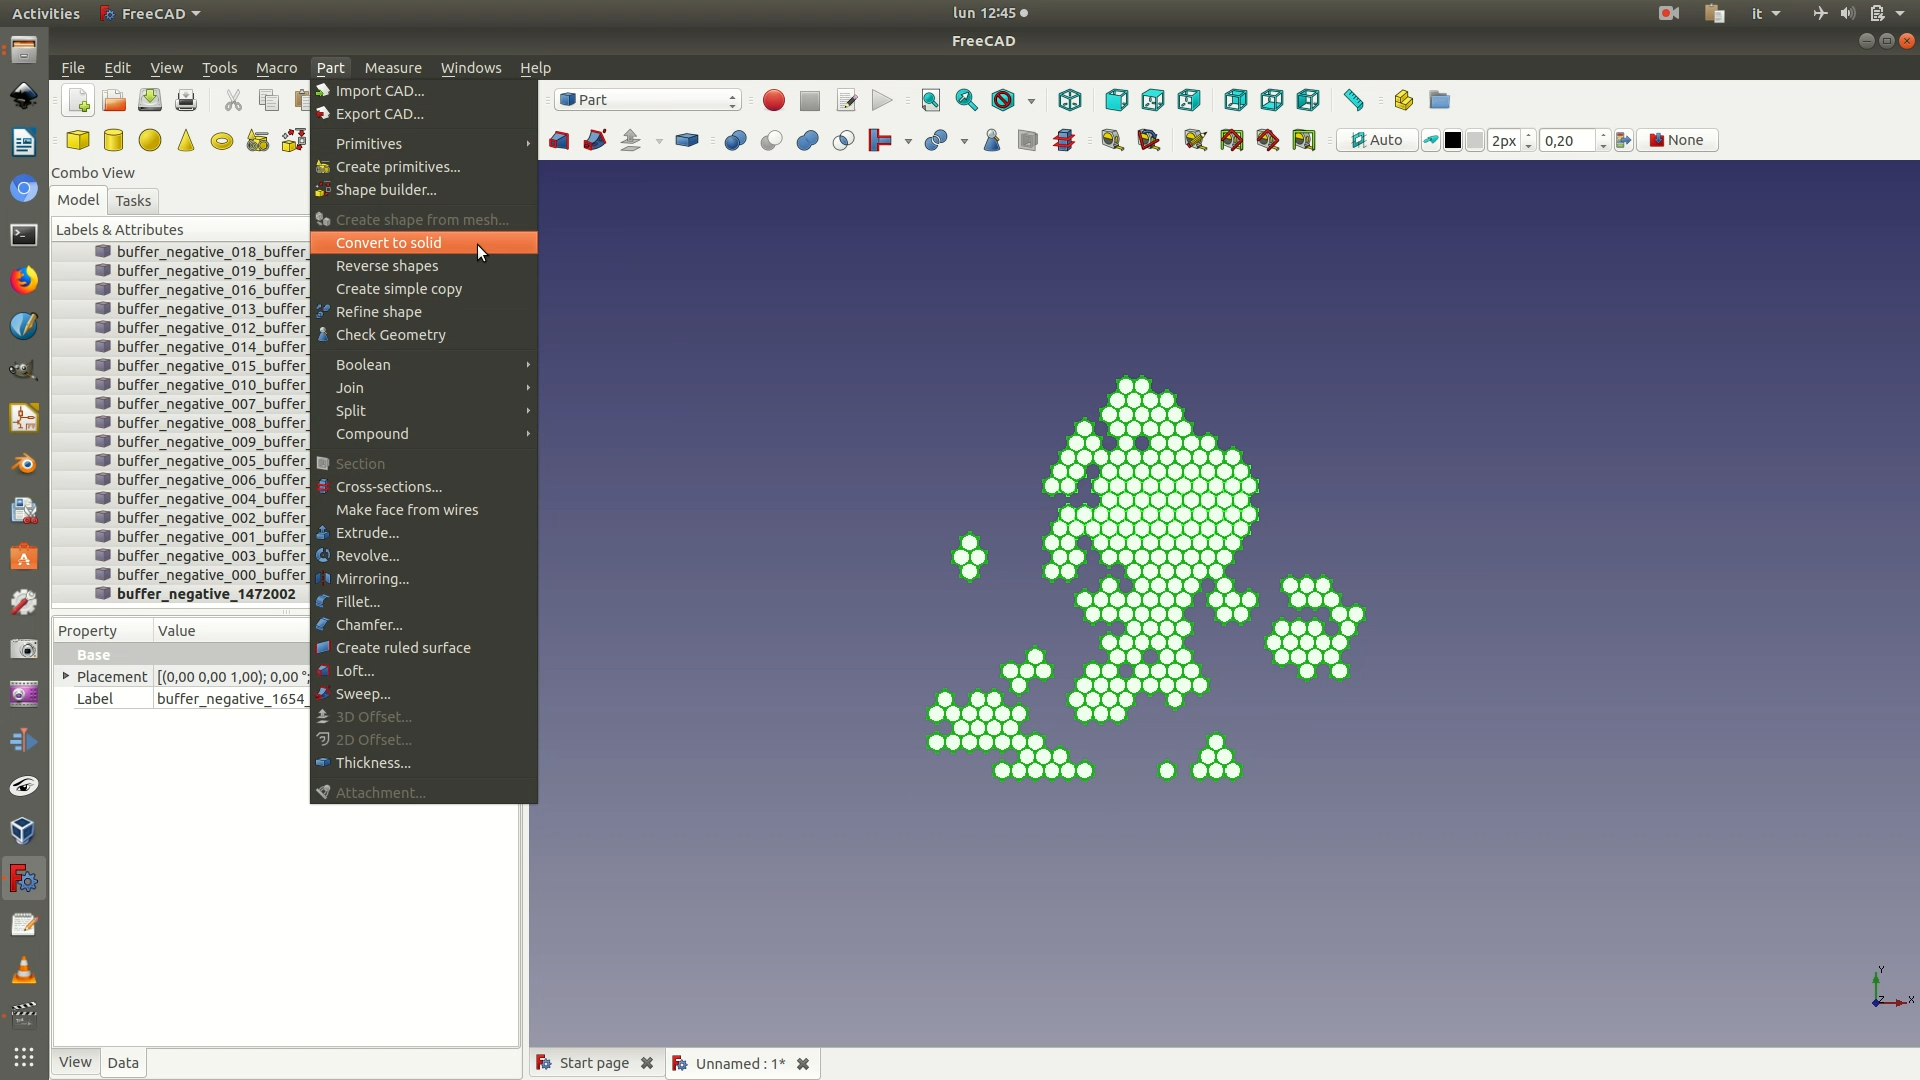 Activities FreeCAD lun 12:45 it
FreeCAD
File Edit View Tools Macro Part Measure Windows Help
Part
Auto 2px 0,20 None
Combo View
Model Tasks
Labels & Attributes
buffer_negative_018_buffer_
buffer_negative_019_buffer_
buffer_negative_016_buffer_
buffer_negative_013_buffer_
buffer_negative_012_buffer_
buffer_negative_014_buffer_
buffer_negative_015_buffer_
buffer_negative_010_buffer_
buffer_negative_007_buffer_
buffer_negative_008_buffer_
buffer_negative_009_buffer_
buffer_negative_005_buffer_
buffer_negative_006_buffer_
buffer_negative_004_buffer_
buffer_negative_002_buffer_
buffer_negative_001_buffer_
buffer_negative_003_buffer_
buffer_negative_000_buffer_
buffer_negative_1472002
Property Value
Base
Placement [(0,00 0,00 1,00); 0,00 °;
Label buffer_negative_1654_
View Data
Import CAD...
Export CAD...
Primitives
Create primitives...
Shape builder...
Create shape from mesh...
Convert to solid
Reverse shapes
Create simple copy
Refine shape
Check Geometry
Boolean
Join
Split
Compound
Section
Cross-sections...
Make face from wires
Extrude...
Revolve...
Mirroring...
Fillet...
Chamfer...
Create ruled surface
Loft...
Sweep...
3D Offset...
2D Offset...
Thickness...
Attachment...
Y
Z X
Start page Unnamed : 1*